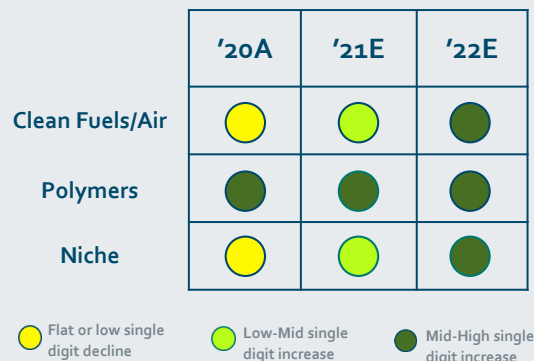 ’20A ’21E ’22E
Clean Fuels/Air
Polymers
Niche
Flat or low single
digit decline
Low-Mid single
digit increase
Mid-High single
digit increase